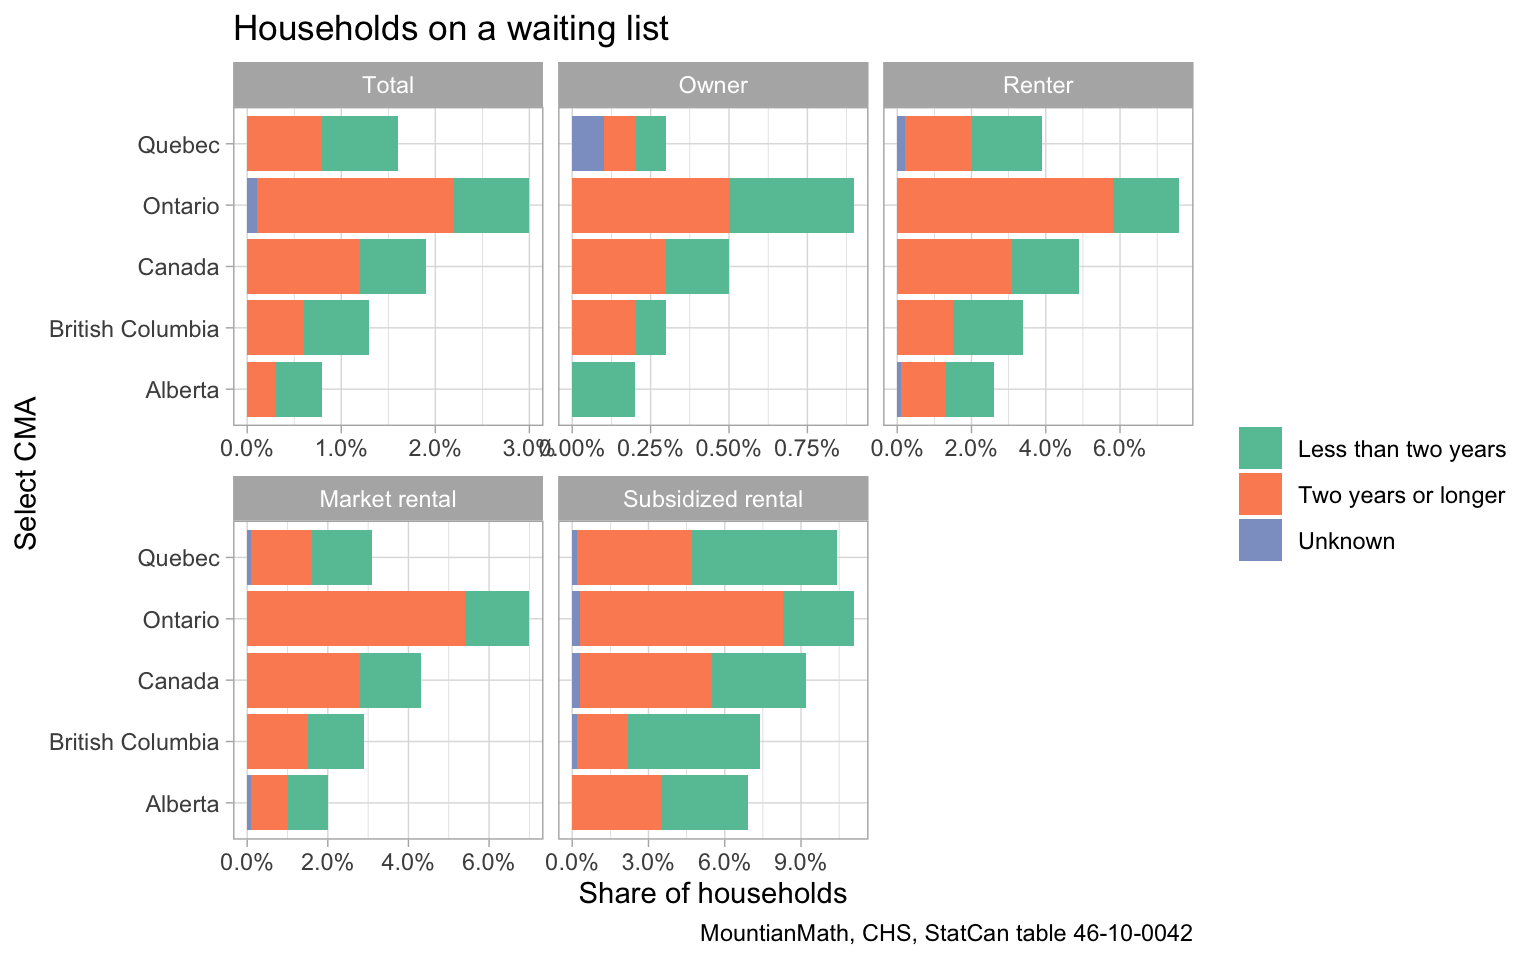 Households on a waiting list
Total Owner Renter
Quebec
Ontario
Canada
British Columbia
Alberta
0.0% 1.0% 2.0% 3.0% 0.00% 0.25% 0.50% 0.75% 0.0% 2.0% 4.0% 6.0%
Market rental Subsidized rental
Quebec
Ontario
Canada
British Columbia
Alberta
0.0% 2.0% 4.0% 6.0% 0.0% 3.0% 6.0% 9.0%
Select CMA
Share of households
Less than two years
Two years or longer
Unknown
MountianMath, CHS, StatCan table 46-10-0042